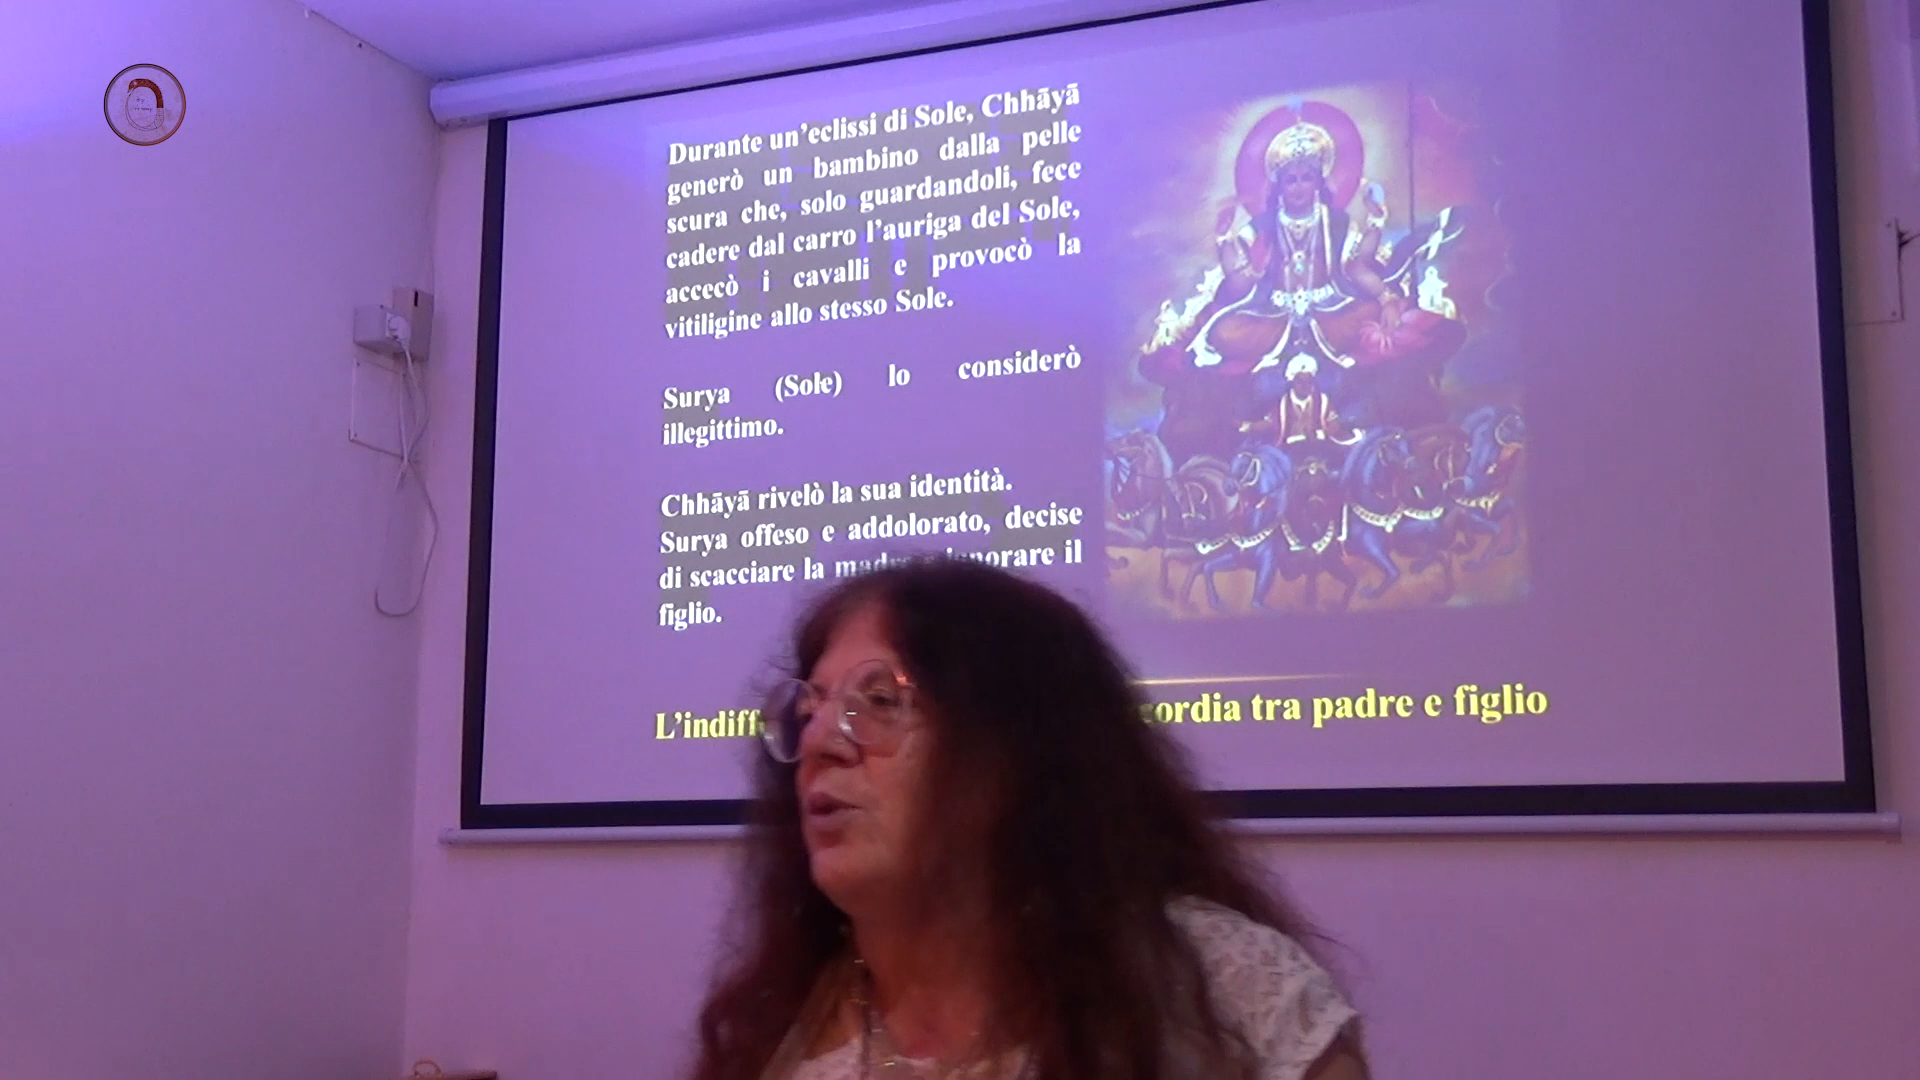 Durante un’eclissi di Sole, Chhāyā
generò un bambino dalla pelle
scura che, solo guardandoli, fece
cadere dal carro l’auriga del Sole,
accecò i cavalli e provocò la
vitiligine allo stesso Sole.
Surya (Sole) lo considerò
illegittimo.
Chhāyā rivelò la sua identità.
Surya offeso e addolorato, decise
di scacciare la il
figlio.
tra padre e figlio